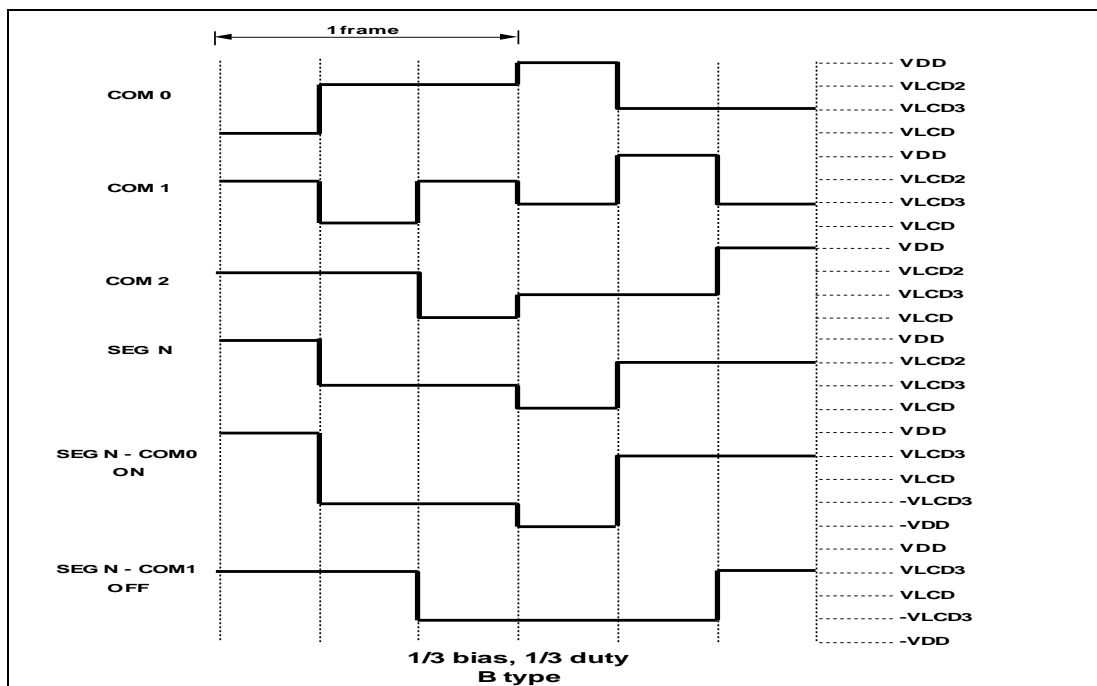 1 frame
COM 0
VDD
VLCD2
VLCD3
VLCD
COM 1
VDD
VLCD2
VLCD3
VLCD
COM 2
VDD
VLCD2
VLCD3
VLCD
SEG N
VDD
VLCD2
VLCD3
VLCD
SEG N - COM0
ON
VDD
VLCD3
VLCD
-VLCD3
-VDD
SEG N - COM1
OFF
VDD
VLCD3
VLCD
-VLCD3
-VDD
1/3 bias, 1/3 duty
B type